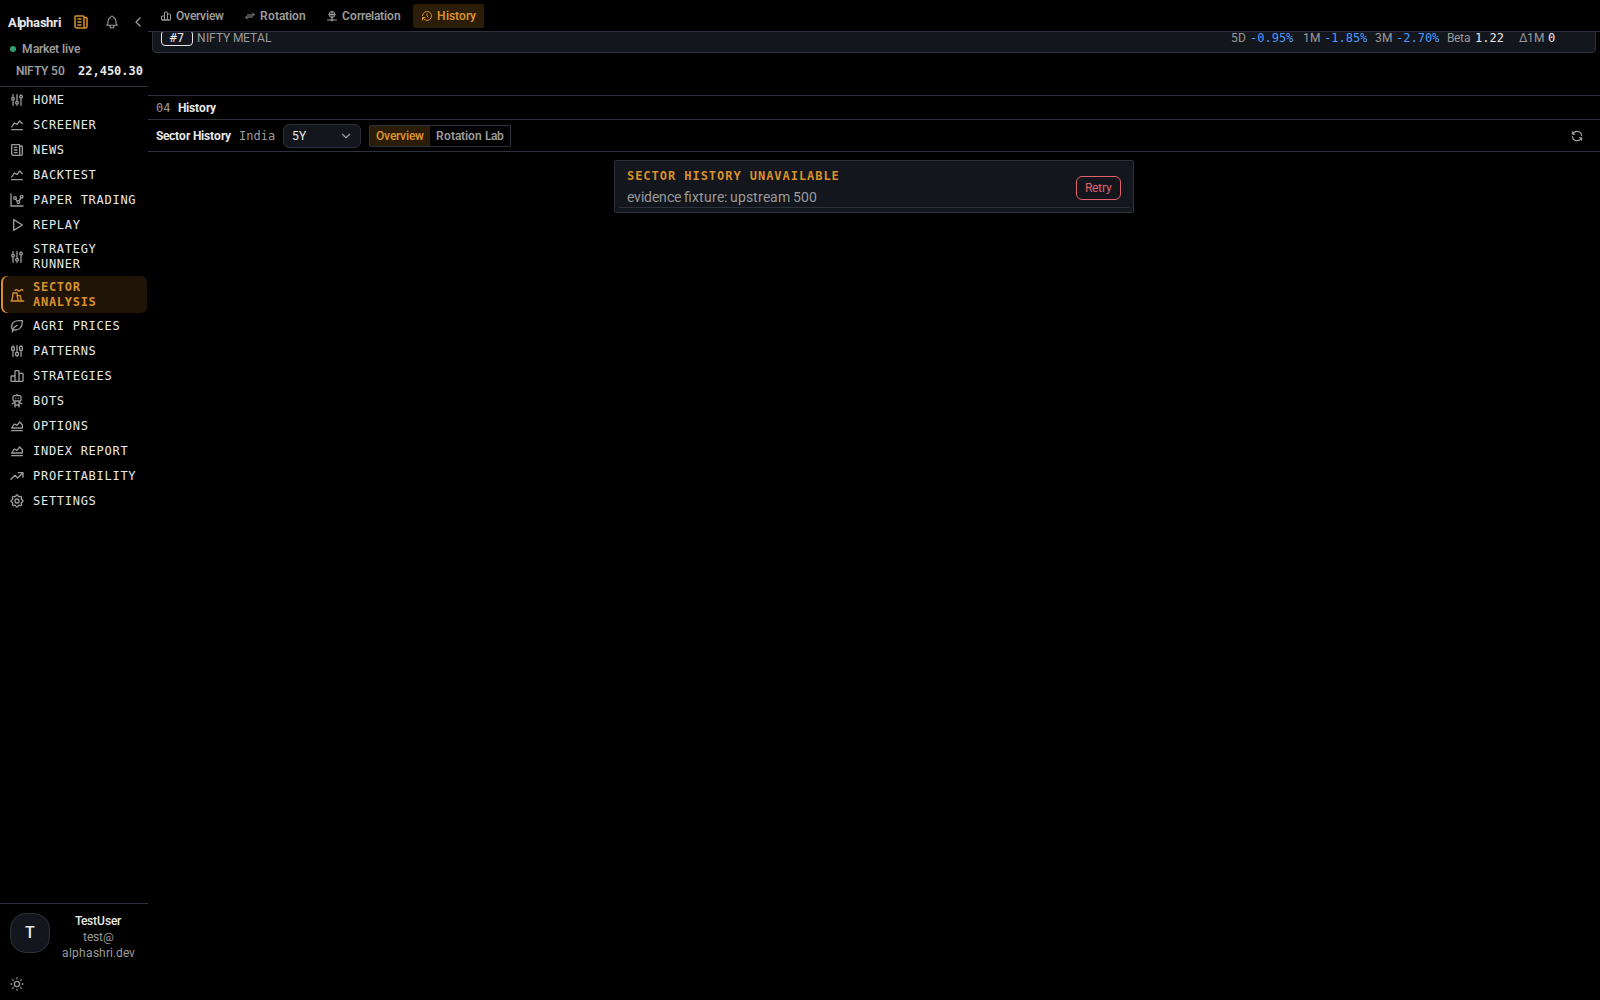 Alphashri
Market live
NIFTY 50 22,450.30
HOME
SCREENER
NEWS
BACKTEST
PAPER TRADING
REPLAY
STRATEGY
RUNNER
SECTOR
ANALYSIS
AGRI PRICES
PATTERNS
STRATEGIES
BOTS
OPTIONS
INDEX REPORT
PROFITABILITY
SETTINGS
T
TestUser
test@
alphashri.dev
Overview Rotation Correlation History
#7 NIFTY METAL 5D -0.95% 1M -1.85% 3M -2.70% Beta 1.22 Δ1M 0
04 History
Sector History India 5Y Overview Rotation Lab
SECTOR HISTORY UNAVAILABLE
evidence fixture: upstream 500
Retry